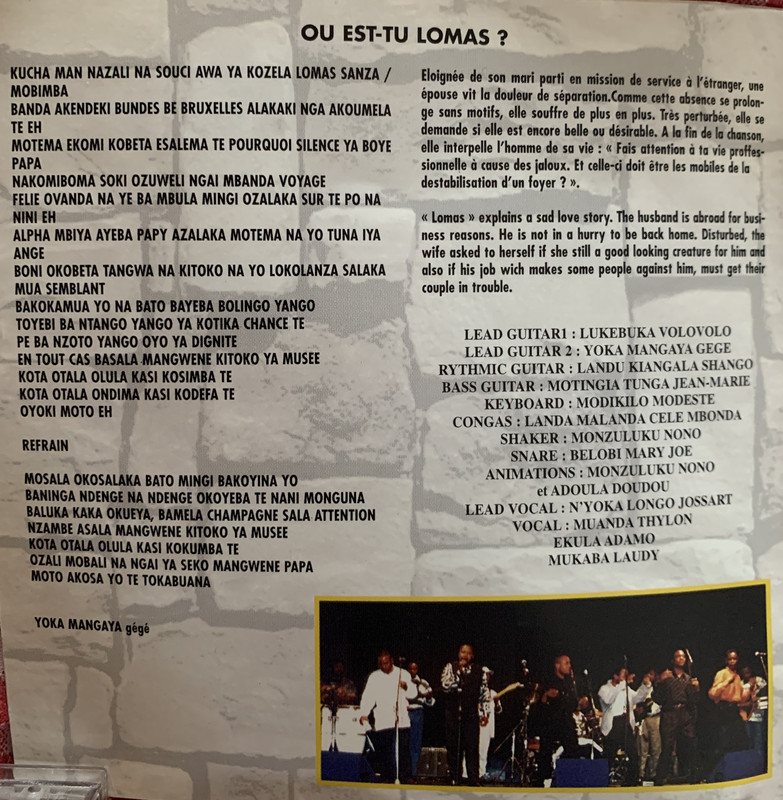 OU EST-TU LOMAS ?
KUCHA MAN NAZALI NA SOUCI AWA YA KOZELA LOMAS SANZA /
MOBIMBA
BANDA AKENDEKI BUNDES BE BRUXELLES ALAKAKI NGA AKOUMELA
TE EH
MOTEMA EKOMI KOBETA ESALEMA TE POURQUOI SILENCE YA BOYE
PAPA
NAKOMIBOMA SOKI OZUWELI NGAI MBANDA VOYAGE
FELIE OVANDA NA YE BA MBULA MINGI OZALAKA SUR TE PO NA
NINI EH
ALPHA MBIYA AYEBA PAPY AZALAKA MOTEMA NA YO TUNA IYA
ANGE
BONI OKOBETA TANGWA NA KITOKO NA YO LOKOLANZA SALAKA
MUA SEMBLANT
BAKOKAMUA YO NA BATO BAYEBA BOLINGO YANGO
TOYEBI BA NTANGO YANGO YA KOTIKA CHANCE TE
PE BA NZOTO YANGO OYO YA DIGNITE
EN TOUT CAS BASALA MANGWENE KITOKO YA MUSEE
KOTA OTALA OLULA KASI KOSIMBA TE
KOTA OTALA ONDIMA KASI KODEFA TE
OYOKI MOTO EH
REFRAIN
MOSALA OKOSALAKA BATO MINGI BAKOYINA YO
BANINGA NDENGE NA NDENGE OKOYEBA TE NANI MONGUNA
BALUKA KAKA OKUEYA, BAMELA CHAMPAGNE SALA ATTENTION
NZAMBE ASALA MANGWENE KITOKO YA MUSEE
KOTA OTALA OLULA KASI KOKUMBA TE
OZALI MOBALI NA NGAI YA SEKO MANGWENE PAPA
MOTO AKOSA YO TE TOKABUANA
YOKA MANGAYA gégé
Eloignée de son mari parti en mission de service à l'étranger, une
épouse vit la douleur de séparation.Comme cette absence se prolon-
ge sans motifs, elle souffre de plus en plus. Très perturbée, elle se
demande si elle est encore belle ou désirable. A la fin de la chanson,
elle interpelle l'homme de sa vie : « Fais attention à ta vie proffes-
sionnelle à cause des jaloux. Et celle-ci doit être les mobiles de la
destabilisation d'un foyer ? ».
« Lomas » explains a sad love story. The husband is abroad for busi-
ness reasons. He is not in a hurry to be back home. Disturbed, the
wife asked to herself if she still a good looking creature for him and
also if his job wich makes some people against him, must get their
couple in trouble.
LEAD GUITAR1 : LUKEBUKA VOLOVOLO
LEAD GUITAR 2 : YOKA MANGAYA GEGE
RYTHMIC GUITAR : LANDU KIANGALA SHANGO
BASS GUITAR : MOTINGIA TUNGA JEAN-MARIE
KEYBOARD : MODIKILO MODESTE
CONGAS : LANDA MALANDA CELE MBONDA
SHAKER : MONZULUKU NONO
SNARE : BELOBI MARY JOE
ANIMATIONS : MONZULUKU NONO
et ADOULA DOUDOU
LEAD VOCAL : N'YOKA LONGO JOSSART
VOCAL : MUANDA THYLON
EKULA ADAMO
MUKABA LAUDY